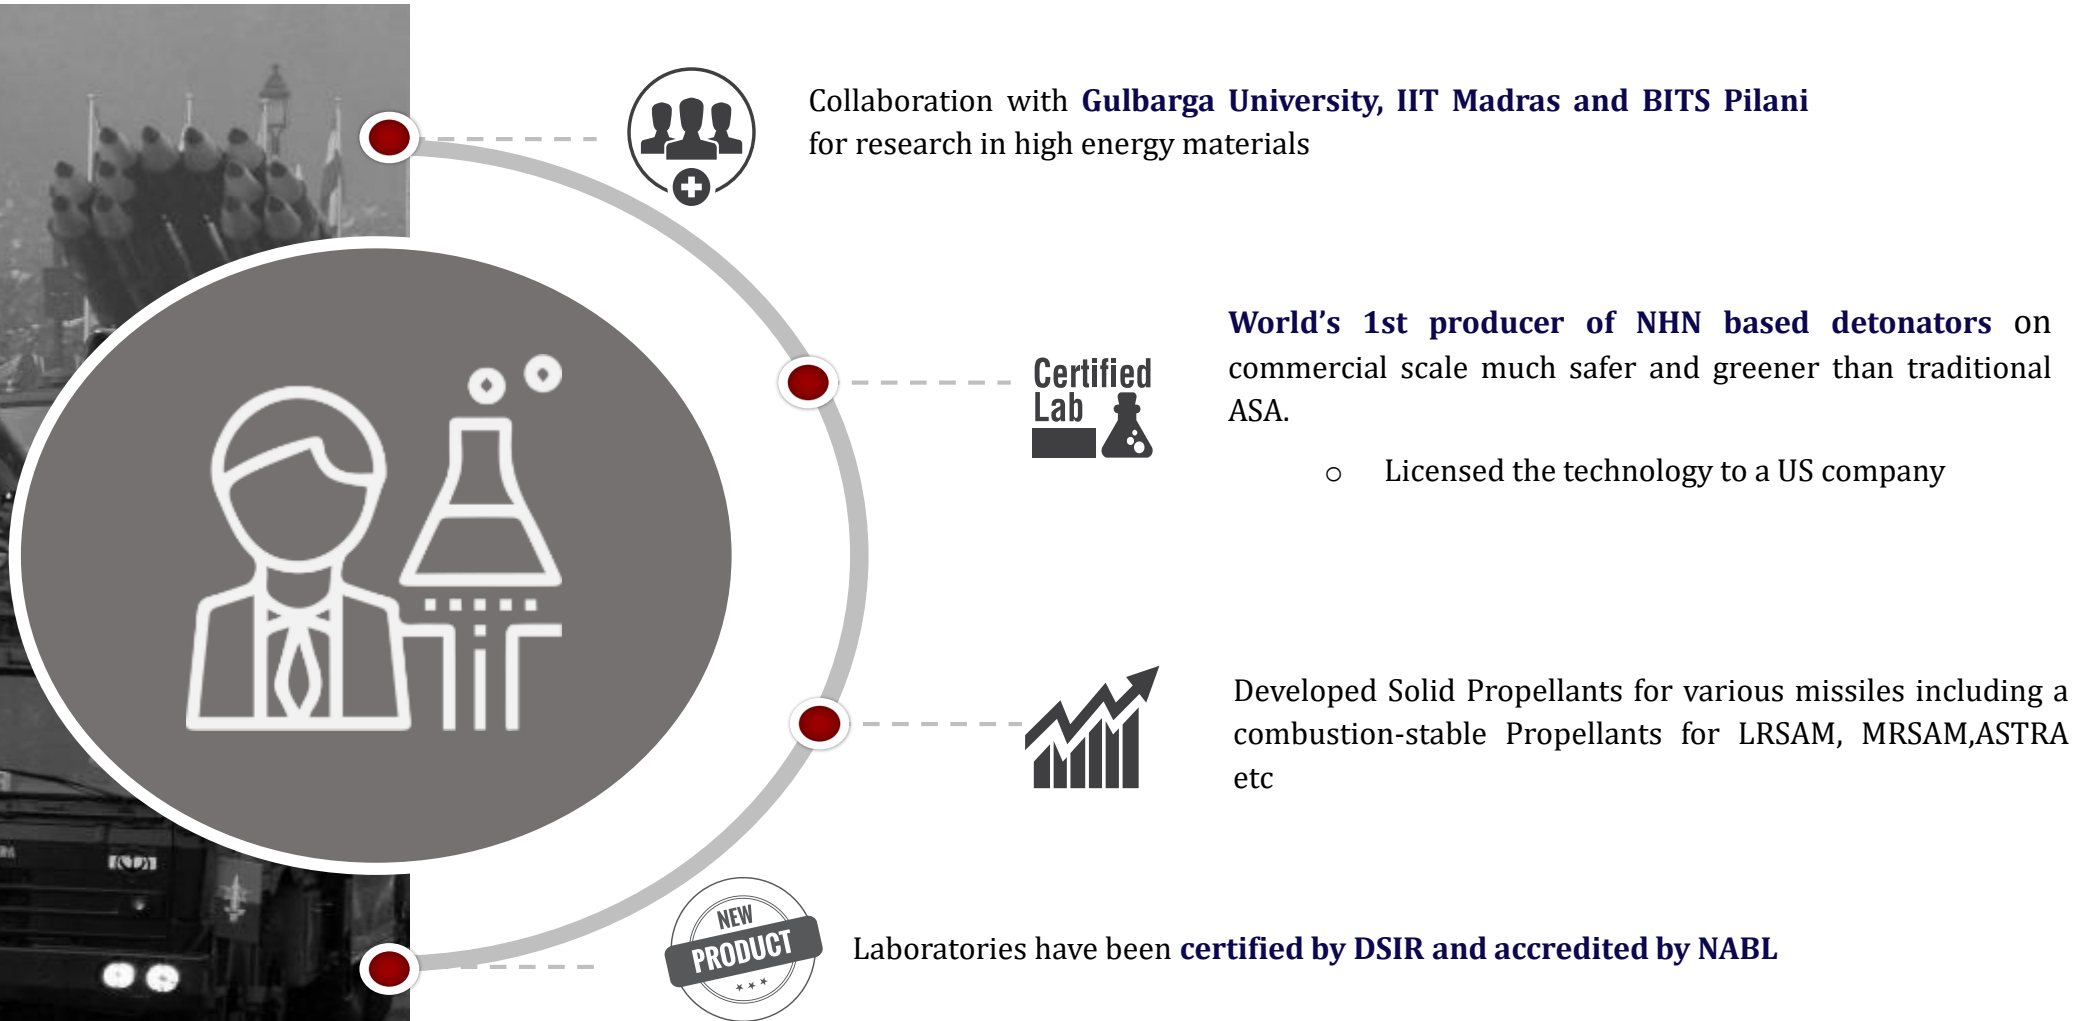 Collaboration with Gulbarga University, IIT Madras and BITS Pilani
for research in high energy materials
World’s 1st producer of NHN based detonators on
commercial scale much safer and greener than traditional
ASA.
o Licensed the technology to a US company
Certified
Lab
Developed Solid Propellants for various missiles including a
combustion-stable Propellants for LRSAM, MRSAM,ASTRA
etc
NEW
PRODUCT
Laboratories have been certified by DSIR and accredited by NABL